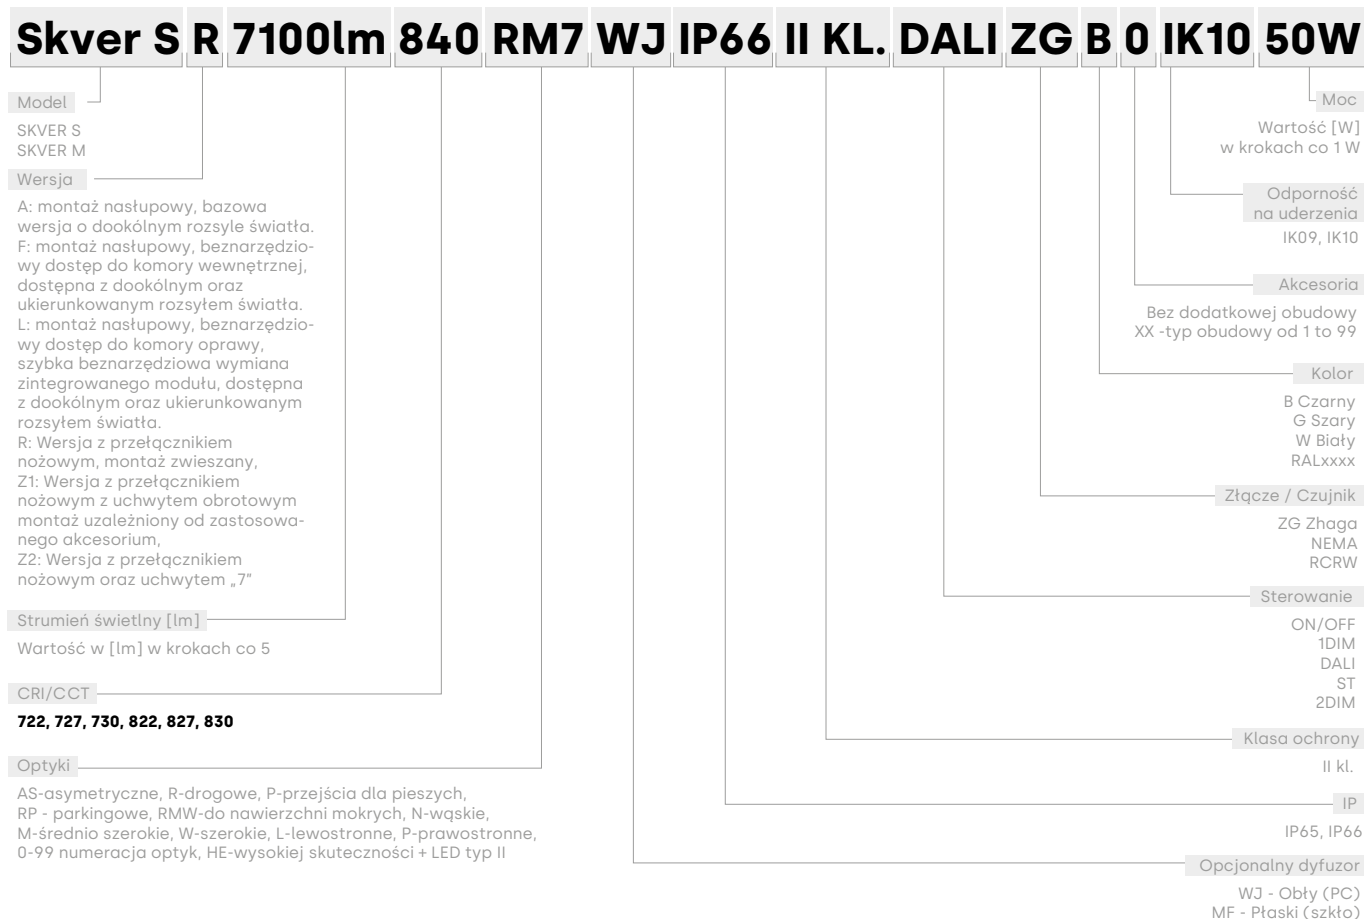 Skver S R 7100lm 840 RM7 WJ IP66 II KL. DALI ZG B 0 IK10 50W
Model
SKVER S
SKVER M
Wersja
A: montaż nasłupowy, bazowa
wersja o dookólnym rozsyle światła.
F: montaż nasłupowy, beznarzędzio-
wy dostęp do komory wewnętrznej,
dostępna z dookólnym oraz
ukierunkowanym rozsyłem światła.
L: montaż nasłupowy, beznarzędzio-
wy dostęp do komory oprawy,
szybka beznarzędziowa wymiana
zintegrowanego modułu, dostępna
z dookólnym oraz ukierunkowanym
rozsyłem światła.
R: Wersja z przełącznikiem
nożowym, montaż zwieszany,
Z1: Wersja z przełącznikiem
nożowym z uchwytem obrotowym
montaż uzależniony od zastosowa-
nego akcesorium,
Z2: Wersja z przełącznikiem
nożowym oraz uchwytem „7”
Strumień świetlny [lm]
Wartość w [lm] w krokach co 5
CRI/CCT
722, 727, 730, 822, 827, 830
Optyki
AS-asymetryczne, R-drogowe, P-przejścia dla pieszych,
RP - parkingowe, RMW-do nawierzchni mokrych, N-wąskie,
M-średnio szerokie, W-szerokie, L-lewostronne, P-prawostronne,
0-99 numeracja optyk, HE-wysokiej skuteczności + LED typ II
Moc
Wartość [W]
w krokach co 1 W
Odporność
na uderzenia
IK09, IK10
Akcesoria
Bez dodatkowej obudowy
XX -typ obudowy od 1 to 99
Kolor
B Czarny
G Szary
W Biały
RALxxxx
Złącze / Czujnik
ZG Zhaga
NEMA
RCRW
Sterowanie
ON/OFF
1DIM
DALI
ST
2DIM
Klasa ochrony
II kl.
IP
IP65, IP66
Opcjonalny dyfuzor
WJ - Obły (PC)
MF - Płaski (szkło)